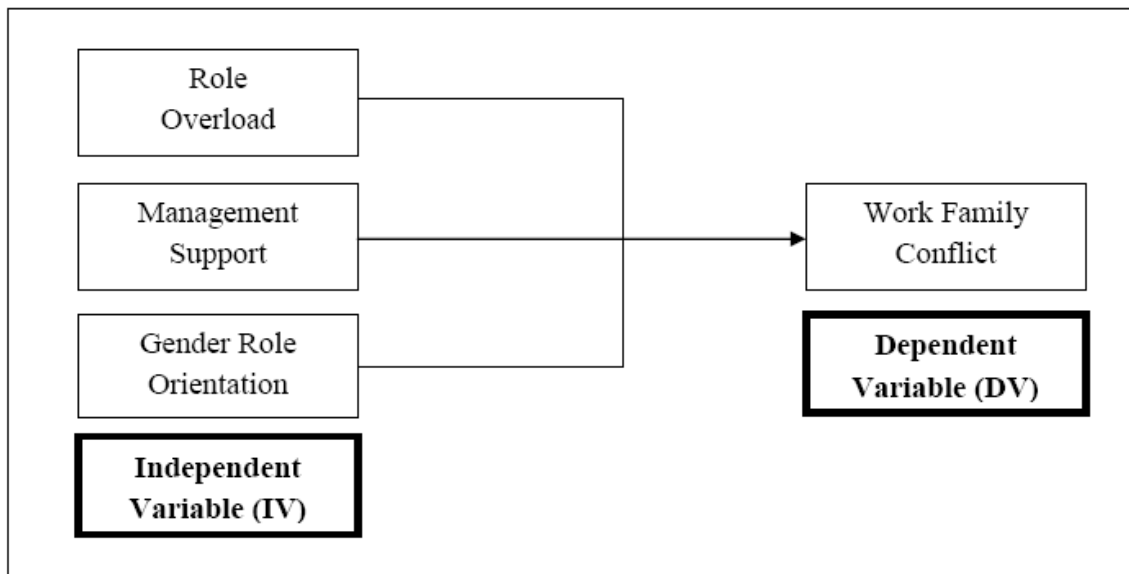 Role
Overload
Management
Support
Gender Role
Orientation
Independent
Variable (IV)
Work Family
Conflict
Dependent
Variable (DV)